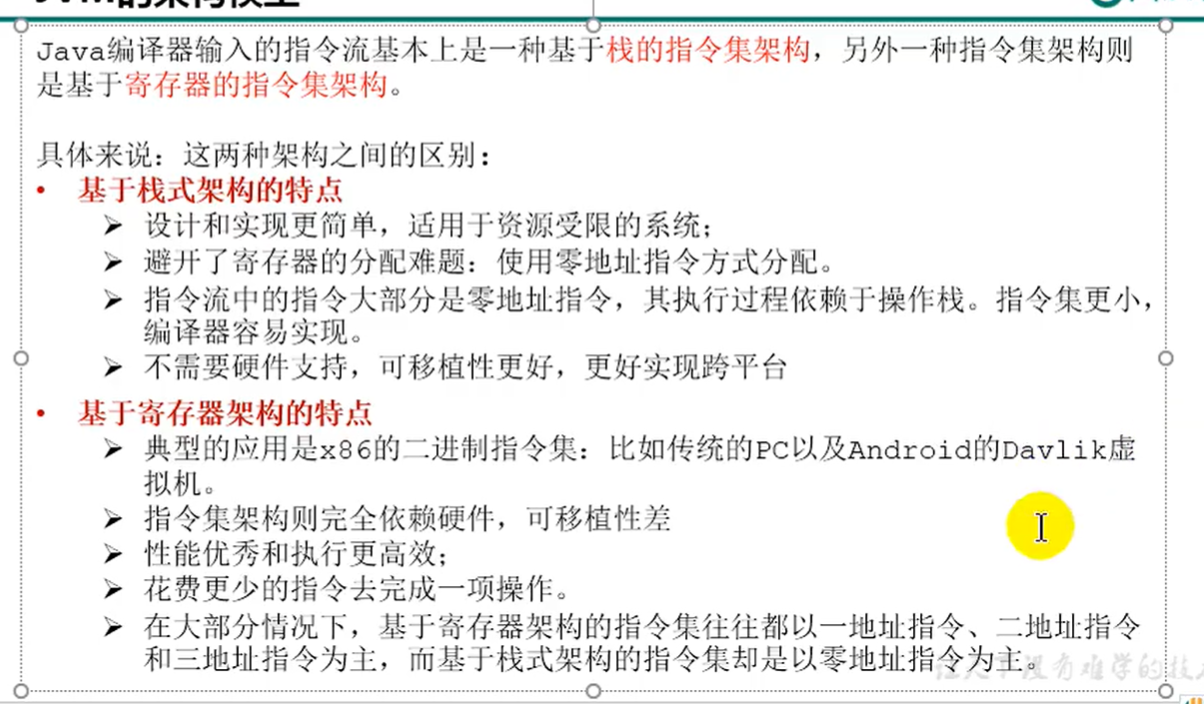 Java编译器输入的指令流基本上是一种基于栈的指令集架构，另外一种指令集架构则
是基于寄存器的指令集架构。
具体来说：这两种架构之间的区别：
• 基于栈式架构的特点
➢ 设计和实现更简单，适用于资源受限的系统；
➢ 避开了寄存器的分配难题：使用零地址指令方式分配。
➢ 指令流中的指令大部分是零地址指令，其执行过程依赖于操作栈。指令集更小，
编译器容易实现。
➢ 不需要硬件支持，可移植性更好，更好实现跨平台
• 基于寄存器架构的特点
➢ 典型的应用是x86的二进制指令集：比如传统的PC以及Android的Davlik虚
拟机。
➢ 指令集架构则完全依赖硬件，可移植性差
➢ 性能优秀和执行更高效；
➢ 花费更少的指令去完成一项操作。
➢ 在大部分情况下，基于寄存器架构的指令集往往都以一地址指令、二地址指令
和三地址指令为主，而基于栈式架构的指令集却是以零地址指令为主。
没有难学的技